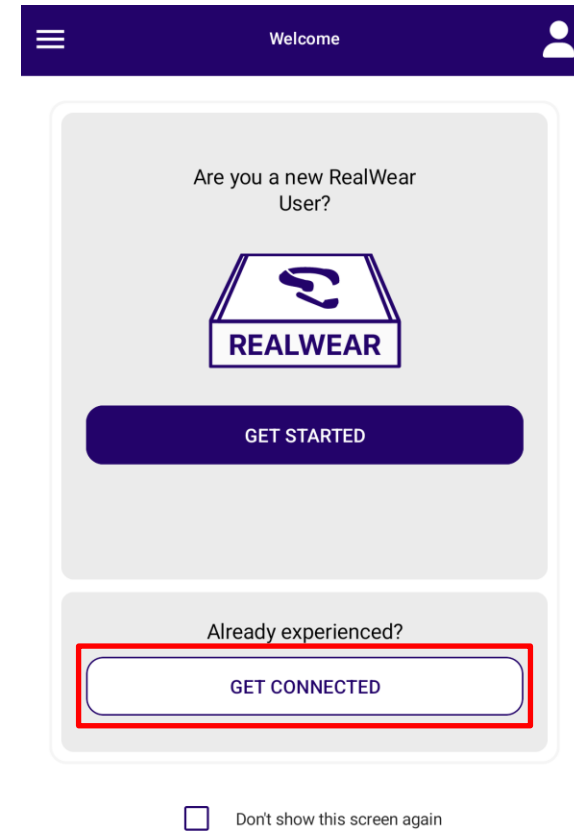 Welcome
Are you a new RealWear
User?
REALWEAR
GET STARTED
Already experienced?
GET CONNECTED
Don't show this screen again